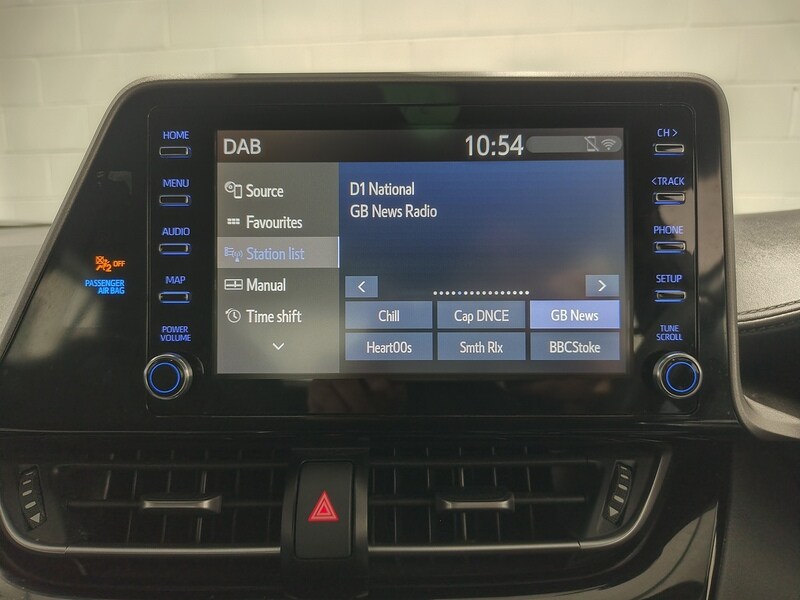 HOME
MENU
AUDIO
MAP
POWER
VOLUME
2 OFF
PASSENGER
AIR BAG
DAB
10:54
Source
Favourites
Station list
Manual
Time shift
D1 National
GB News Radio
Chill
Cap DNCE
GB News
Heart00s
Smth Rlx
BBCStoke
CH >
< TRACK
PHONE
SETUP
TUNE
SCROLL